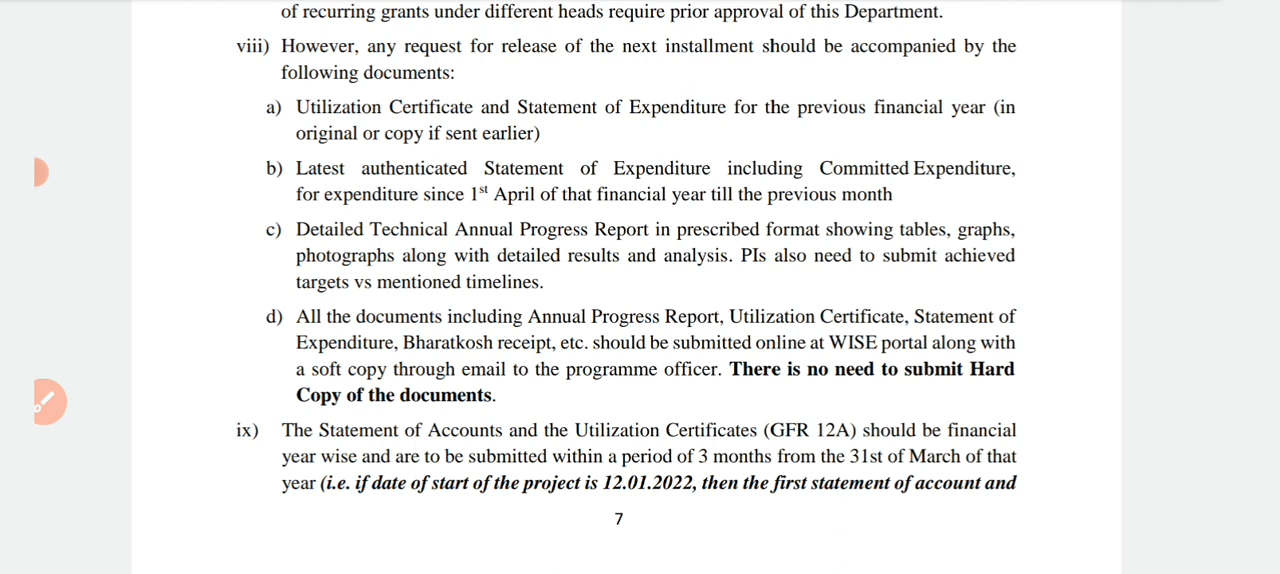 of recurring grants under different heads require prior approval of this Department.
viii) However, any request for release of the next installment should be accompanied by the
following documents:
a) Utilization Certificate and Statement of Expenditure for the previous financial year (in
original or copy if sent earlier)
b) Latest authenticated Statement of Expenditure including Committed Expenditure,
for expenditure since 1st April of that financial year till the previous month
c) Detailed Technical Annual Progress Report in prescribed format showing tables, graphs,
photographs along with detailed results and analysis. PIs also need to submit achieved
targets vs mentioned timelines.
d) All the documents including Annual Progress Report, Utilization Certificate, Statement of
Expenditure, Bharatkosh receipt, etc. should be submitted online at WISE portal along with
a soft copy through email to the programme officer. There is no need to submit Hard
Copy of the documents.
ix) The Statement of Accounts and the Utilization Certificates (GFR 12A) should be financial
year wise and are to be submitted within a period of 3 months from the 31st of March of that
year (i.e. if date of start of the project is 12.01.2022, then the first statement of account and
7